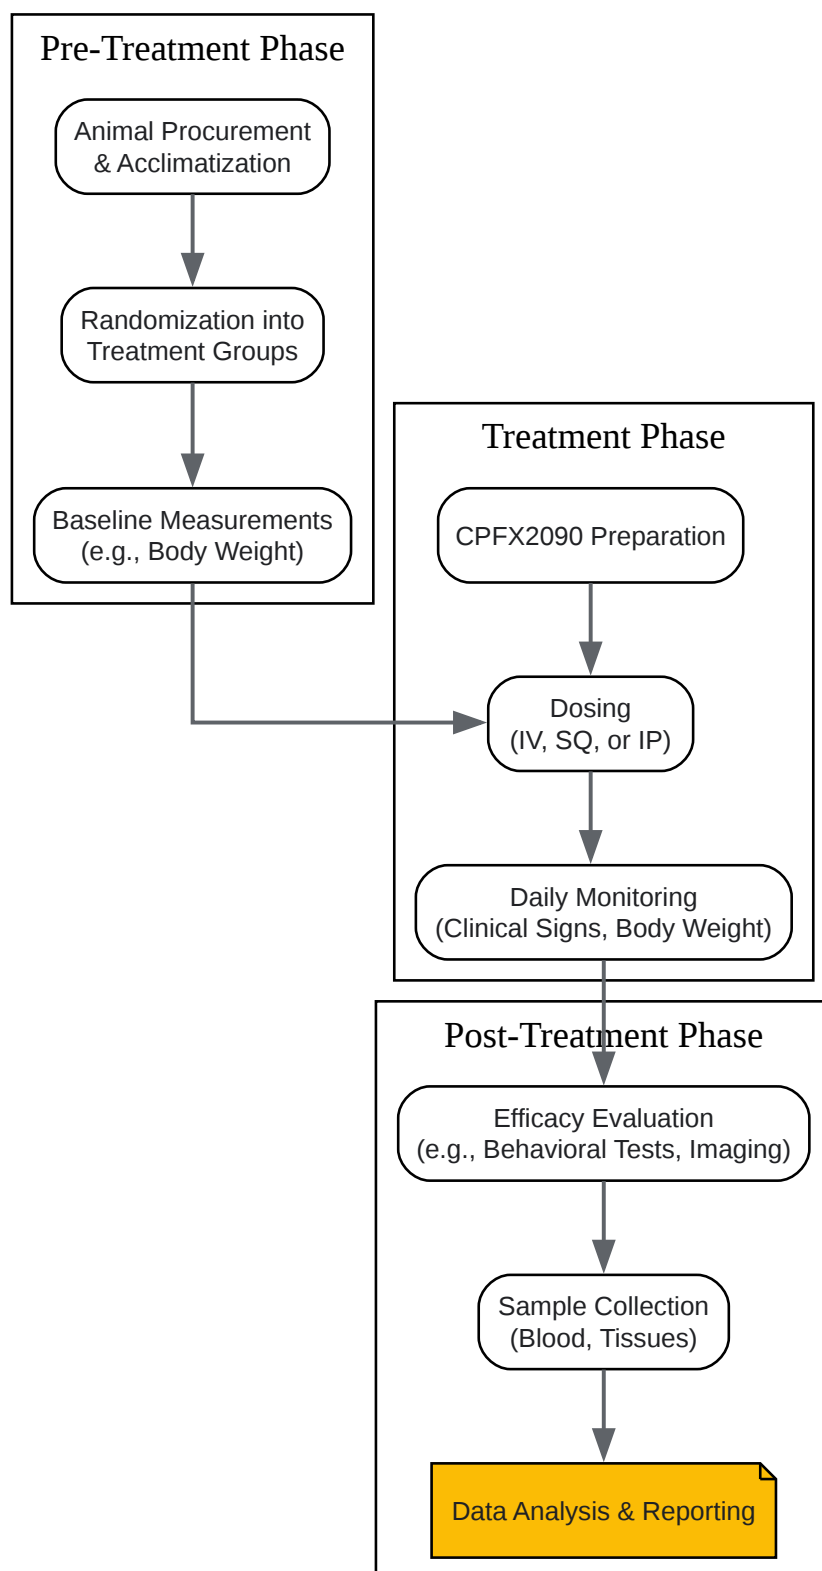 Pre-Treatment Phase
Animal Procurement
& Acclimatization
Randomization into
Treatment Groups
Baseline Measurements
(e.g., Body Weight)
Treatment Phase
CPFX2090 Preparation
Dosing
(IV, SQ, or IP)
Daily Monitoring
(Clinical Signs, Body Weight)
Post-Treatment Phase
Efficacy Evaluation
(e.g., Behavioral Tests, Imaging)
Sample Collection
(Blood, Tissues)
Data Analysis & Reporting